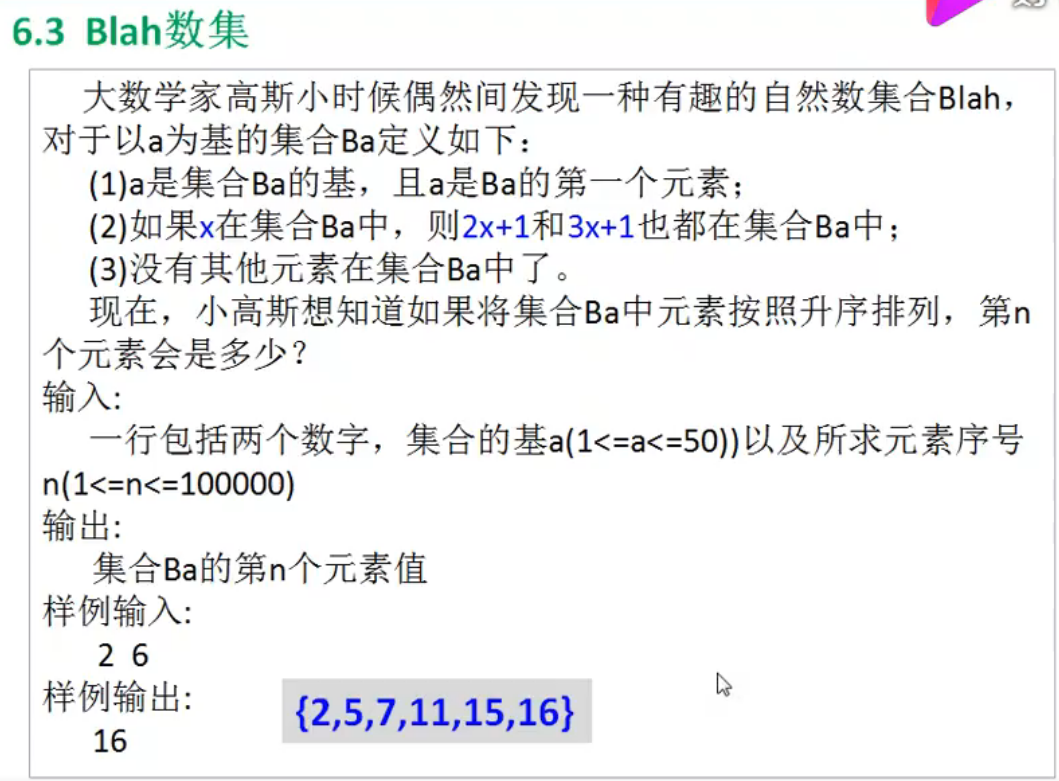 6.3 Blah数集
大数学家高斯小时候偶然间发现一种有趣的自然数集合Blah，
对于以a为基的集合Ba定义如下：
(1)a是集合Ba的基，且a是Ba的第一个元素；
(2)如果x在集合Ba中，则2x+1和3x+1也都在集合Ba中；
(3)没有其他元素在集合Ba中了。
现在，小高斯想知道如果将集合Ba中元素按照升序排列，第n
个元素会是多少？
输入:
一行包括两个数字，集合的基a(1<=a<=50))以及所求元素序号
n(1<=n<=100000)
输出:
集合Ba的第n个元素值
样例输入:
2 6
样例输出:
{2,5,7,11,15,16}
16